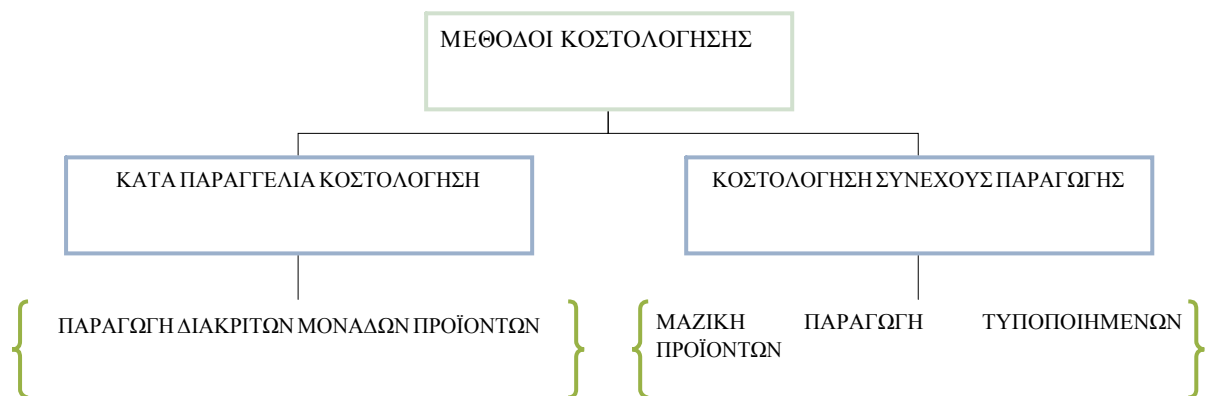 ΜΕΘΟΔΟΙ ΚΟΣΤΟΛΟΓΗΣΗΣ
ΚΑΤΑ ΠΑΡΑΓΓΕΛΙΑ ΚΟΣΤΟΛΟΓΗΣΗ
ΚΟΣΤΟΛΟΓΗΣΗ ΣΥΝΕΧΟΥΣ ΠΑΡΑΓΩΓΗΣ
ΠΑΡΑΓΩΓΗ ΔΙΑΚΡΙΤΩΝ ΜΟΝΑΔΩΝ ΠΡΟΪΟΝΤΩΝ
ΜΑΖΙΚΗ ΠΑΡΑΓΩΓΗ ΤΥΠΟΠΟΙΗΜΕΝΩΝ
ΠΡΟΪΟΝΤΩΝ